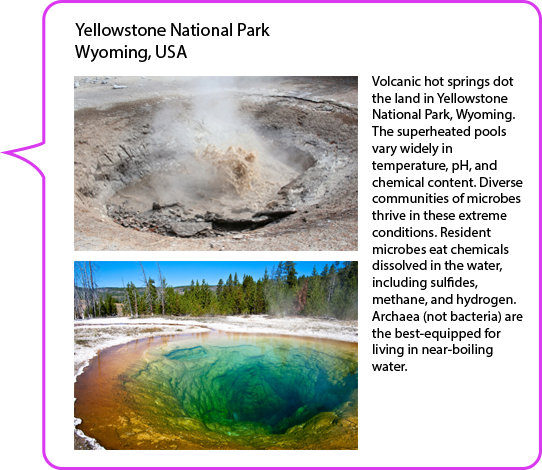 Yellowstone National Park
Wyoming, USA
Volcanic hot springs dot
the land in Yellowstone
National Park, Wyoming.
The superheated pools
vary widely in
temperature, pH, and
chemical content. Diverse
communities of microbes
thrive in these extreme
conditions. Resident
microbes eat chemicals
dissolved in the water,
including sulfides,
methane, and hydrogen.
Archaea (not bacteria) are
the best-equipped for
living in near-boiling
water.